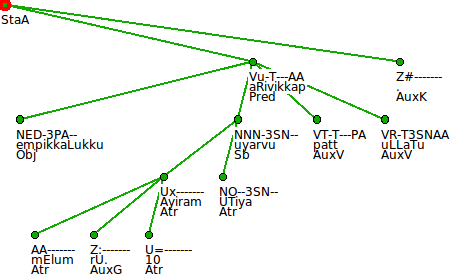 StaA
Vu-T---AA
aRivikkap
Pred
Z#-------
.
AuxK
NED-3PA--
empikkaLukku
Obj
NNN-3SN--
uyarvu
Sb
VT-T---PA
patt
AuxV
VR-T3SNAA
uLLaTu
AuxV
Ux-------
Ayiram
Atr
NO--3SN--
UTiya
Atr
AA-------
mElum
Atr
Z:-------
rU.
AuxG
U=-------
10
Atr